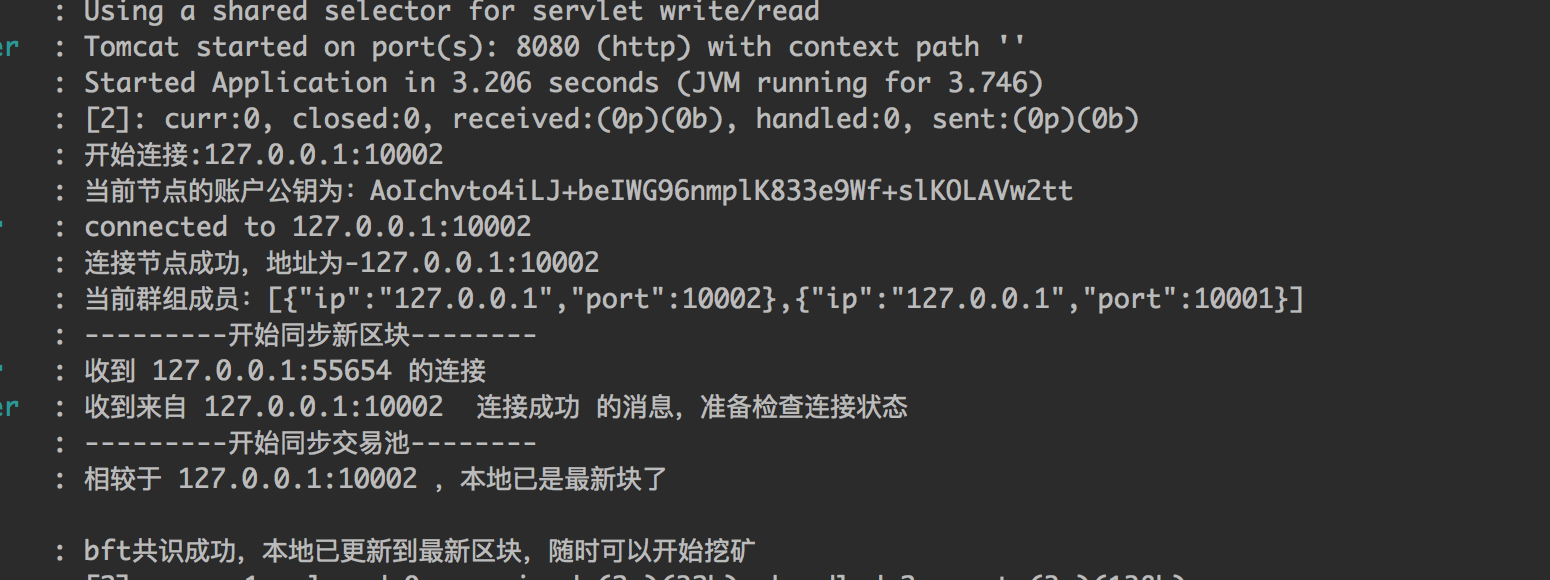 : Using a shared selector for servlet write/read
er : Tomcat started on port(s): 8080 (http) with context path ''
: Started Application in 3.206 seconds (JVM running for 3.746)
: [2]: curr:0, closed:0, received:(0p)(0b), handled:0, sent:(0p)(0b)
: 开始连接:127.0.0.1:10002
: 当前节点的账户公钥为：AoIchvto4iLJ+beIWG96nmplK833e9Wf+slKOLAVw2tt
: connected to 127.0.0.1:10002
: 连接节点成功，地址为-127.0.0.1:10002
: 当前群组成员：[{"ip":"127.0.0.1","port":10002},{"ip":"127.0.0.1","port":10001}]
: ---------开始同步新区块--------
: 收到 127.0.0.1:55654 的连接
er : 收到来自 127.0.0.1:10002  连接成功 的消息，准备检查连接状态
: ---------开始同步交易池--------
: 相较于 127.0.0.1:10002 ，本地已是最新块了
: bft共识成功，本地已更新到最新区块，随时可以开始挖矿